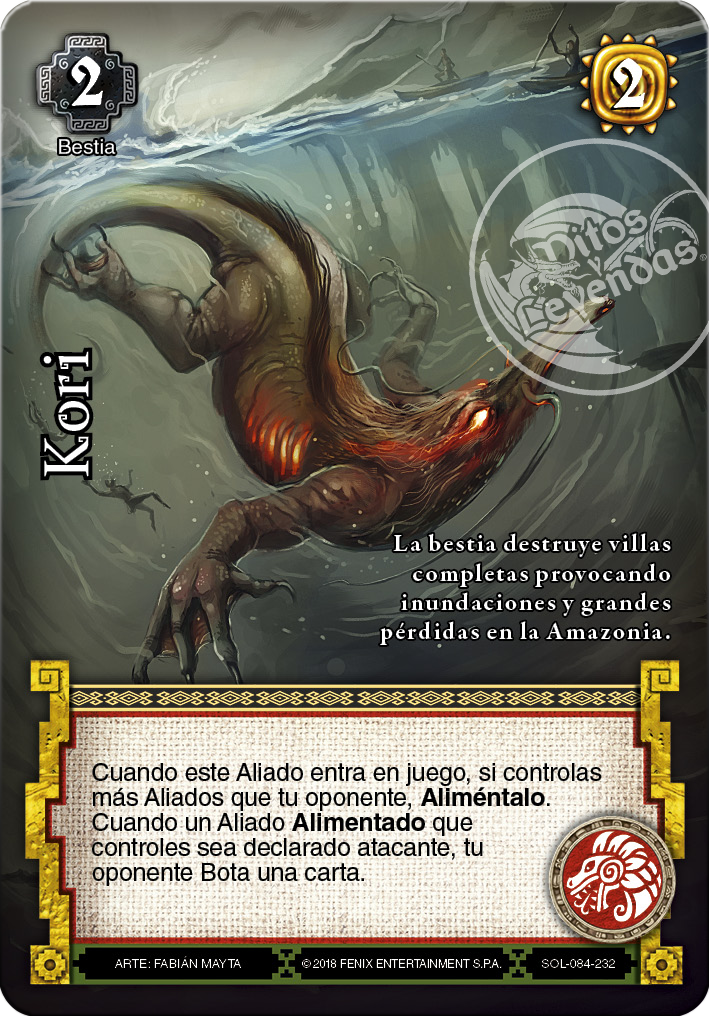 2
Bestia
2
Mitos
y
Leyendas®
Kori
La bestia destruye villas
completas provocando
inundaciones y grandes
pérdidas en la Amazonia.
Cuando este Aliado entra en juego, si controlas
más Aliados que tu oponente, Aliméntalo.
Cuando un Aliado Alimentado que
controles sea declarado atacante, tu
oponente Bota una carta.
ARTE: FABIÁN MAYTA
©2018 FENIX ENTERTAINMENT S.P.A.
SOL-084-232